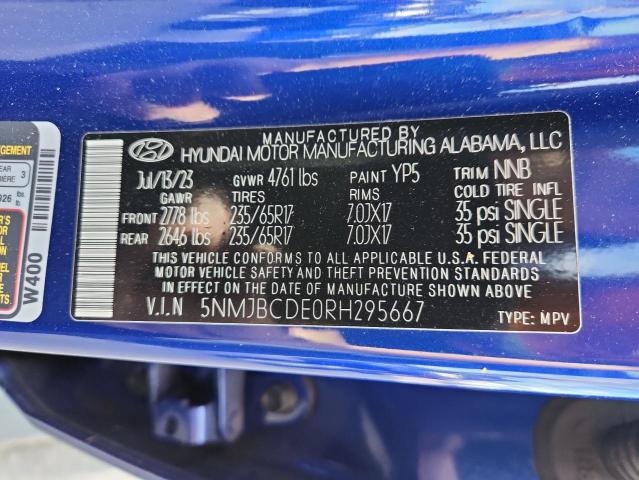 MANUFACTURED BY
HYUNDAI MOTOR MANUFACTURING ALABAMA, LLC
Jul/13/23 GVWR 4761 lbs PAINT YP5 TRIM NNB
GAWR TIRES RIMS COLD TIRE INFL
FRONT 2778 lbs 235/65R17 7.0JX17 35 psi SINGLE
REAR 2646 lbs 235/65R17 7.0JX17 35 psi SINGLE
THIS VEHICLE CONFORMS TO ALL APPLICABLE U.S.A. FEDERAL
MOTOR VEHICLE SAFETY AND THEFT PREVENTION STANDARDS
IN EFFECT ON THE DATE OF MANUFACTURE SHOWN ABOVE.
V.I.N 5NMJBCDE0RH295667
TYPE: MPV
W400
3